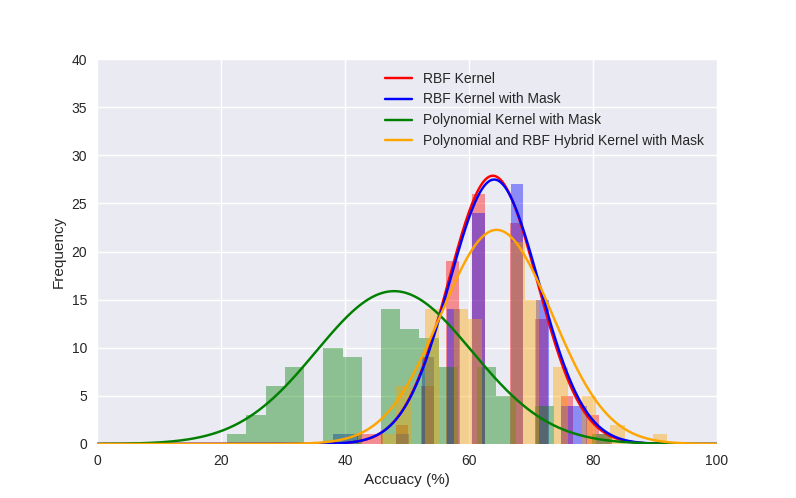 40
35
30
25
20
15
10
5
0
Frequency
RBF Kernel
RBF Kernel with Mask
Polynomial Kernel with Mask
Polynomial and RBF Hybrid Kernel with Mask
0 20 40 60 80 100
Accuacy (%)